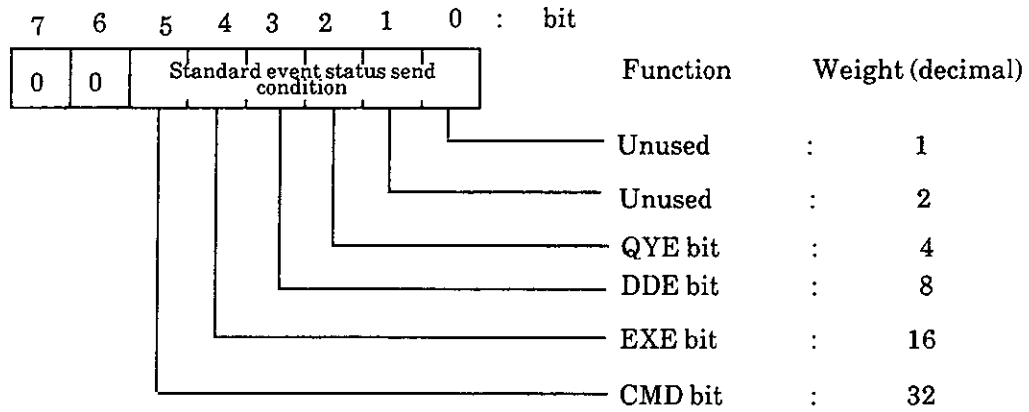 7 6 5 4 3 2 1 0 : bit
0 0 Standard event status send
condition
Function Weight (decimal)
Unused : 1
Unused : 2
QYE bit : 4
DDE bit : 8
EXE bit : 16
CMD bit : 32